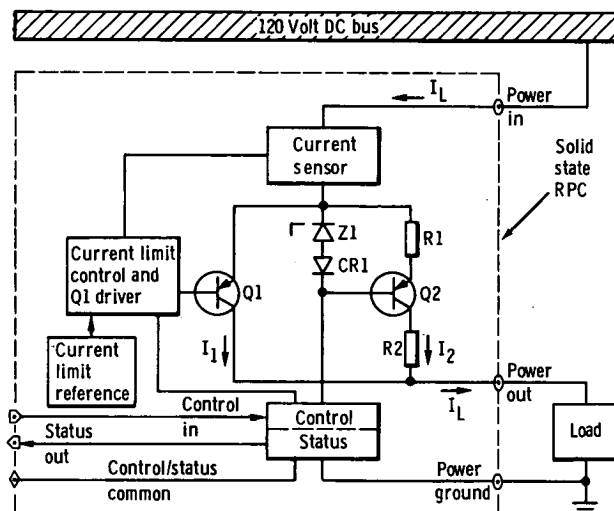 120 Volt DC bus
I_L
Power
in
Current
sensor
Solid
state
RPC
Z1
R1
Current limit
control and
Q1 driver
CR1
Q1
Q2
Current
limit
reference
I_1
R2
I_2
Power
out
I_L
Control
in
Control
Status
Load
Status
out
Control/status
common
Power
ground